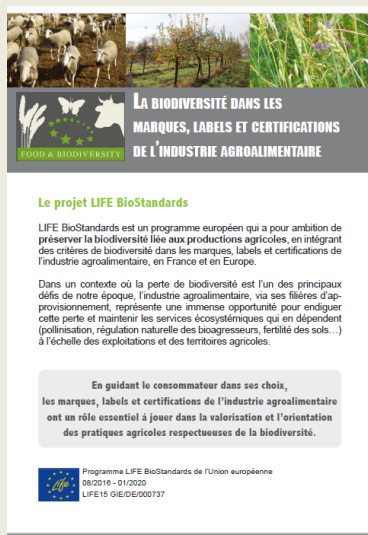 LA BIODIVERSITÉ DANS LES
MARQUES, LABELS ET CERTIFICATIONS
DE L'INDUSTRIE AGROALIMENTAIRE
FOOD & BIODIVERSITY
Le projet LIFE BioStandards
LIFE BioStandards est un programme européen qui a pour ambition de
préserver la biodiversité liée aux productions agricoles, en intégrant
des critères de biodiversité dans les marques, labels et certifications de
l'industrie agroalimentaire, en France et en Europe.
Dans un contexte où la perte de biodiversité est l'un des principaux
défis de notre époque, l'industrie agroalimentaire, via ses filières d'ap-
provisionnement, représente une immense opportunité pour endiguer
cette perte et maintenir les services écosystémiques qui en dépendent
(pollinisation, régulation naturelle des bioagresseurs, fertilité des sols…)
à l'échelle des exploitations et des territoires agricoles.
En guidant le consommateur dans ses choix,
les marques, labels et certifications de l'industrie agroalimentaire
ont un rôle essentiel à jouer dans la valorisation et l'orientation
des pratiques agricoles respectueuses de la biodiversité.
Life
Programme LIFE BioStandards de l'Union européenne
08/2016 - 01/2020
LIFE15 GIE/DE/000737